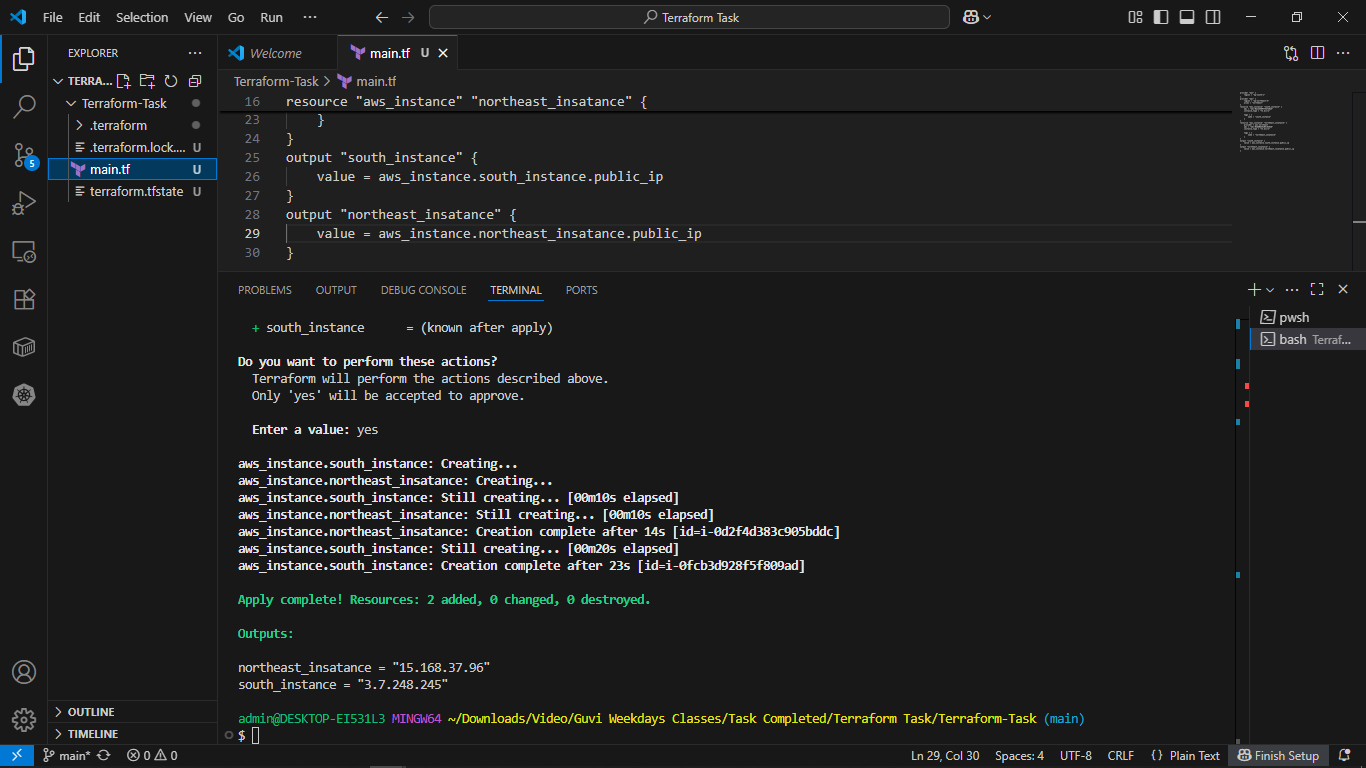 File Edit Selection View Go Run ··· Terraform Task
EXPLORER ···
TERRA...
Terraform-Task
.terraform
.terraform.lock.... U
main.tf U
terraform.tfstate U
OUTLINE
TIMELINE
5
Welcome main.tf U
Terraform-Task > main.tf
16 resource "aws_instance" "northeast_insatance" {
23 }
24 }
25 output "south_instance" {
26 value = aws_instance.south_instance.public_ip
27 }
28 output "northeast_insatance" {
29 value = aws_instance.northeast_insatance.public_ip
30 }
PROBLEMS OUTPUT DEBUG CONSOLE TERMINAL PORTS
pwsh
bash Terraf...
+ south_instance = (known after apply)
Do you want to perform these actions?
Terraform will perform the actions described above.
Only 'yes' will be accepted to approve.
Enter a value: yes
aws_instance.south_instance: Creating...
aws_instance.northeast_insatance: Creating...
aws_instance.south_instance: Still creating... [00m10s elapsed]
aws_instance.northeast_insatance: Still creating... [00m10s elapsed]
aws_instance.northeast_insatance: Creation complete after 14s [id=i-0d2f4d383c905bddc]
aws_instance.south_instance: Still creating... [00m20s elapsed]
aws_instance.south_instance: Creation complete after 23s [id=i-0fcb3d928f5f809ad]
Apply complete! Resources: 2 added, 0 changed, 0 destroyed.
Outputs:
northeast_insatance = "15.168.37.96"
south_instance = "3.7.248.245"
admin@DESKTOP-EI531L3 MINGW64 ~/Downloads/Video/Guvi Weekdays Classes/Task Completed/Terraform Task/Terraform-Task (main)
$
main* 0 0 Ln 29, Col 30 Spaces: 4 UTF-8 CRLF {} Plain Text Finish Setup